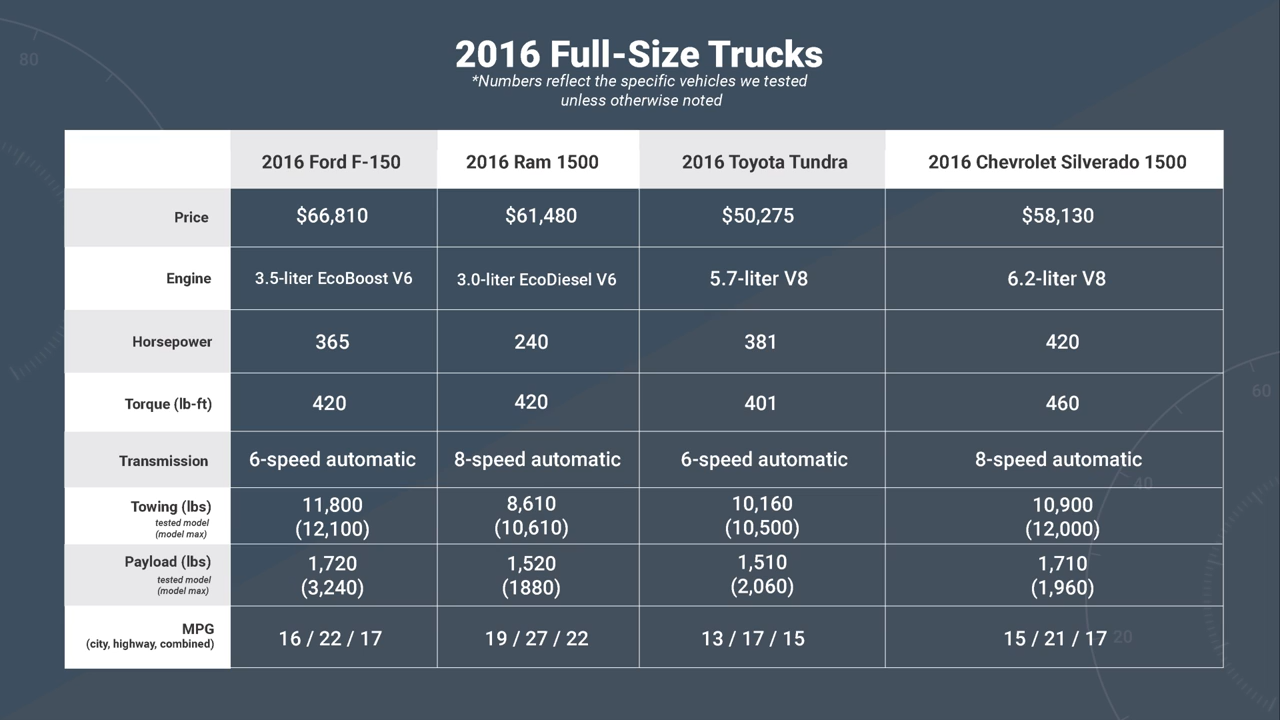 2016 Full-Size Trucks
*Numbers reflect the specific vehicles we tested
unless otherwise noted
2016 Ford F-150 2016 Ram 1500 2016 Toyota Tundra 2016 Chevrolet Silverado 1500
Price $66,810 $61,480 $50,275 $58,130
Engine 3.5-liter EcoBoost V6 3.0-liter EcoDiesel V6 5.7-liter V8 6.2-liter V8
Horsepower 365 240 381 420
Torque (lb-ft) 420 420 401 460
Transmission 6-speed automatic 8-speed automatic 6-speed automatic 8-speed automatic
Towing (lbs) 11,800 8,610 10,160 10,900
tested model
(model max) (12,100) (10,610) (10,500) (12,000)
Payload (lbs) 1,720 1,520 1,510 1,710
tested model
(model max) (3,240) (1880) (2,060) (1,960)
MPG
(city, highway, combined) 16 / 22 / 17 19 / 27 / 22 13 / 17 / 15 15 / 21 / 17
80
60
40
20